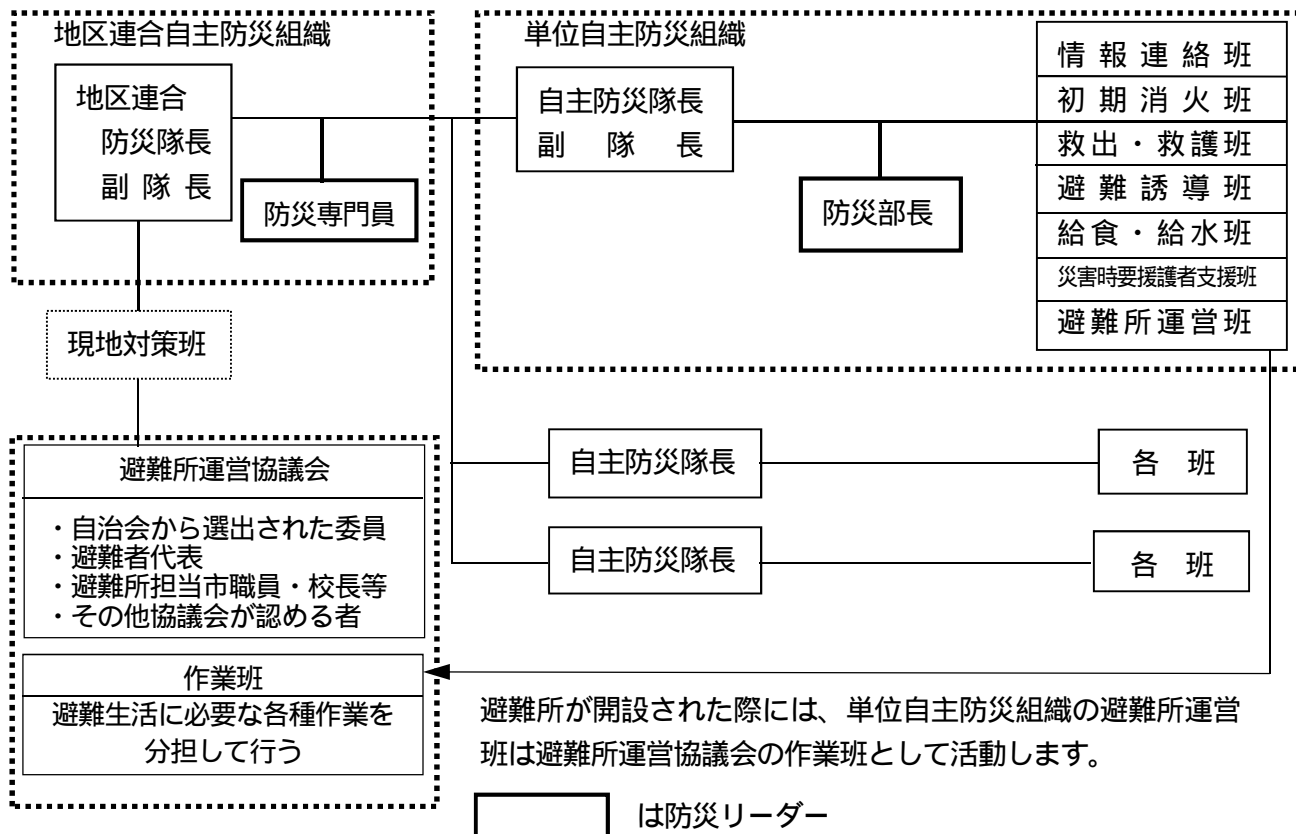 地区連合自主防災組織
地区連合
防災隊長
副隊長
防災専門員
現地対策班
単位自主防災組織
自主防災隊長
副隊長
防災部長
情報連絡班
初期消火班
救出・救護班
避難誘導班
給食・給水班
災害時要援護者支援班
避難所運営班
自主防災隊長
各班
自主防災隊長
各班
避難所運営協議会
・自治会から選出された委員
・避難者代表
・避難所担当市職員・校長等
・その他協議会が認める者
作業班
避難生活に必要な各種作業を
分担して行う
避難所が開設された際には、単位自主防災組織の避難所運営
班は避難所運営協議会の作業班として活動します。
は防災リーダー